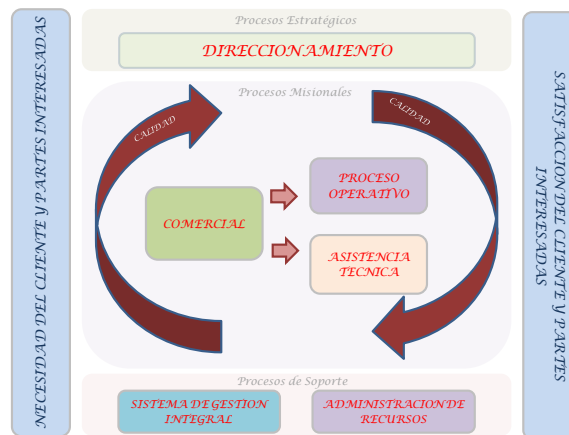 NECESIDAD DEL CLIENTE Y PARTES INTERESADAS
Procesos Estratégicos
DIRECCIONAMIENTO
Procesos Misionales
CALIDAD
CALIDAD
COMERCIAL
PROCESO
OPERATIVO
ASISTENCIA
TECNICA
Procesos de Soporte
SISTEMA DE GESTION
INTEGRAL
ADMINISTRACION DE
RECURSOS
SATISFACCION DEL CLIENTE Y PARTES
INTERESADAS